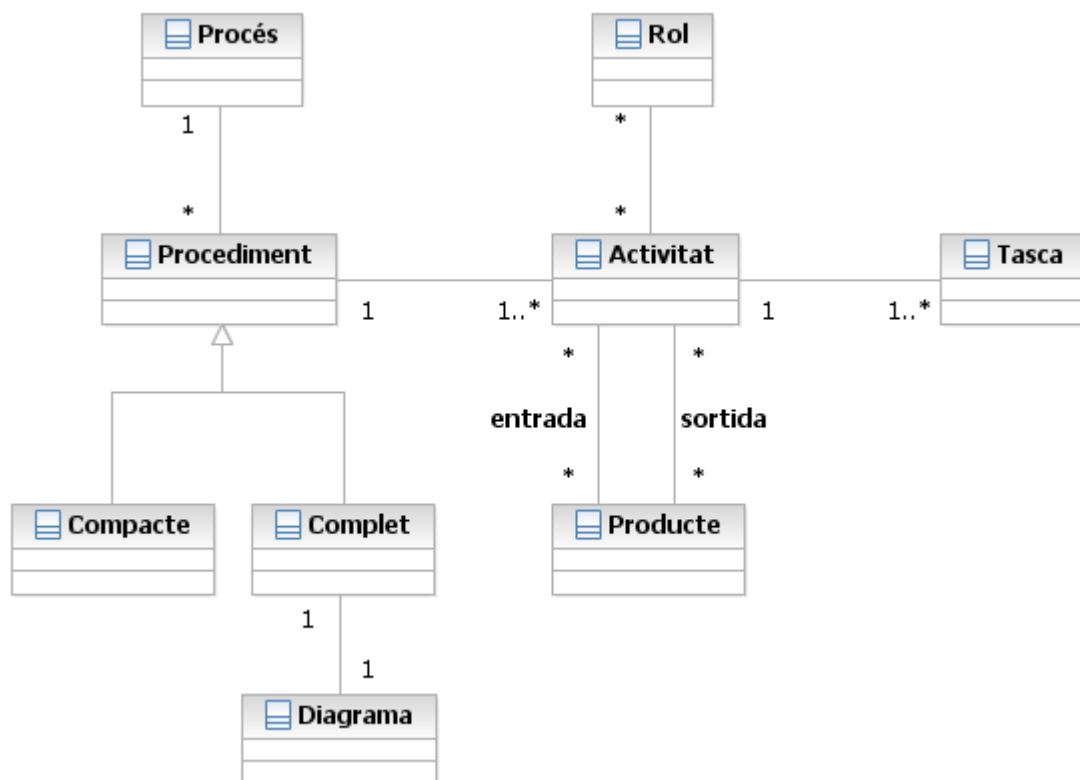 Procés
Rol
1
*
*
*
Procediment
Activitat
Tasca
1
1..*
1
1..*
*
*
entrada
sortida
*
*
Compacte
Complet
Producte
1
1
Diagrama